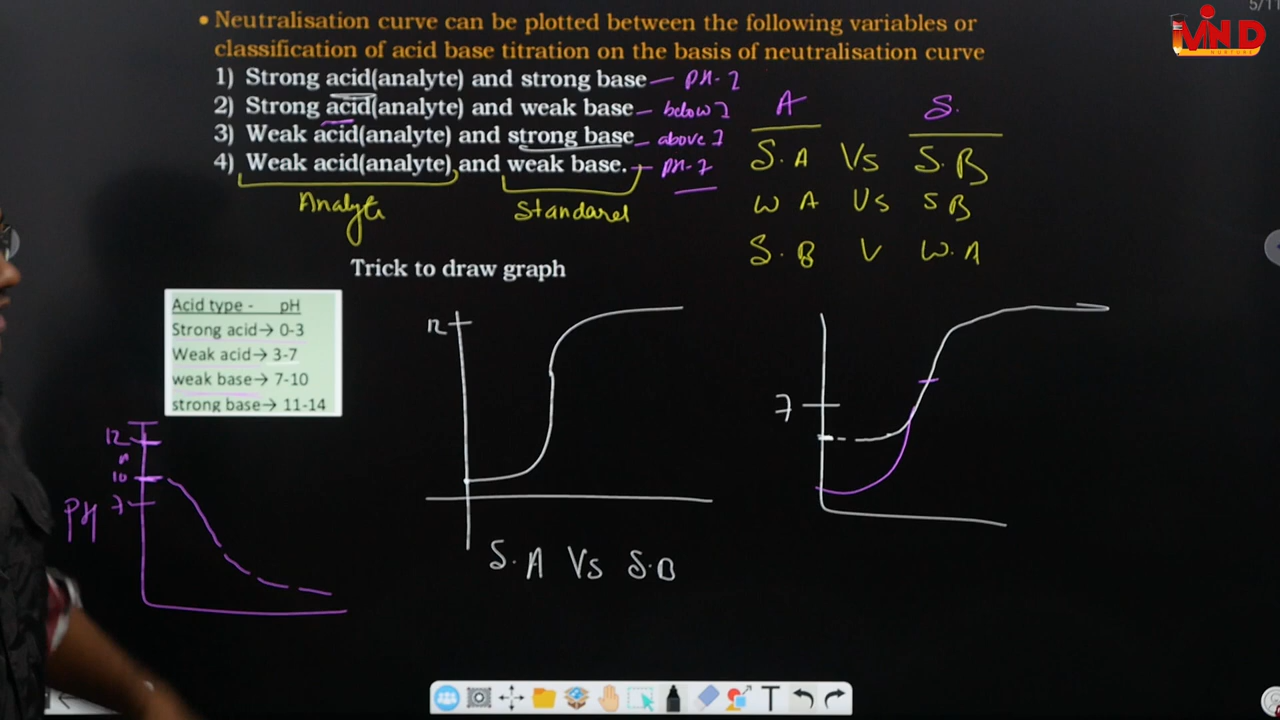 5/11
MIND
NURTURE
• Neutralisation curve can be plotted between the following variables or
classification of acid base titration on the basis of neutralisation curve
1) Strong acid(analyte) and strong base — PH-7
2) Strong acid(analyte) and weak base — below 7
3) Weak acid(analyte) and strong base — above 7
4) Weak acid(analyte) and weak base. — PH-7
Analyte
Standard
A S.
S.A Vs S.B
W A Vs S B
S.B V W.A
Trick to draw graph
Acid type - pH
Strong acid→ 0-3
Weak acid→ 3-7
weak base→ 7-10
strong base→ 11-14
12
10
7
PH
12
S.A Vs S.B
7
T